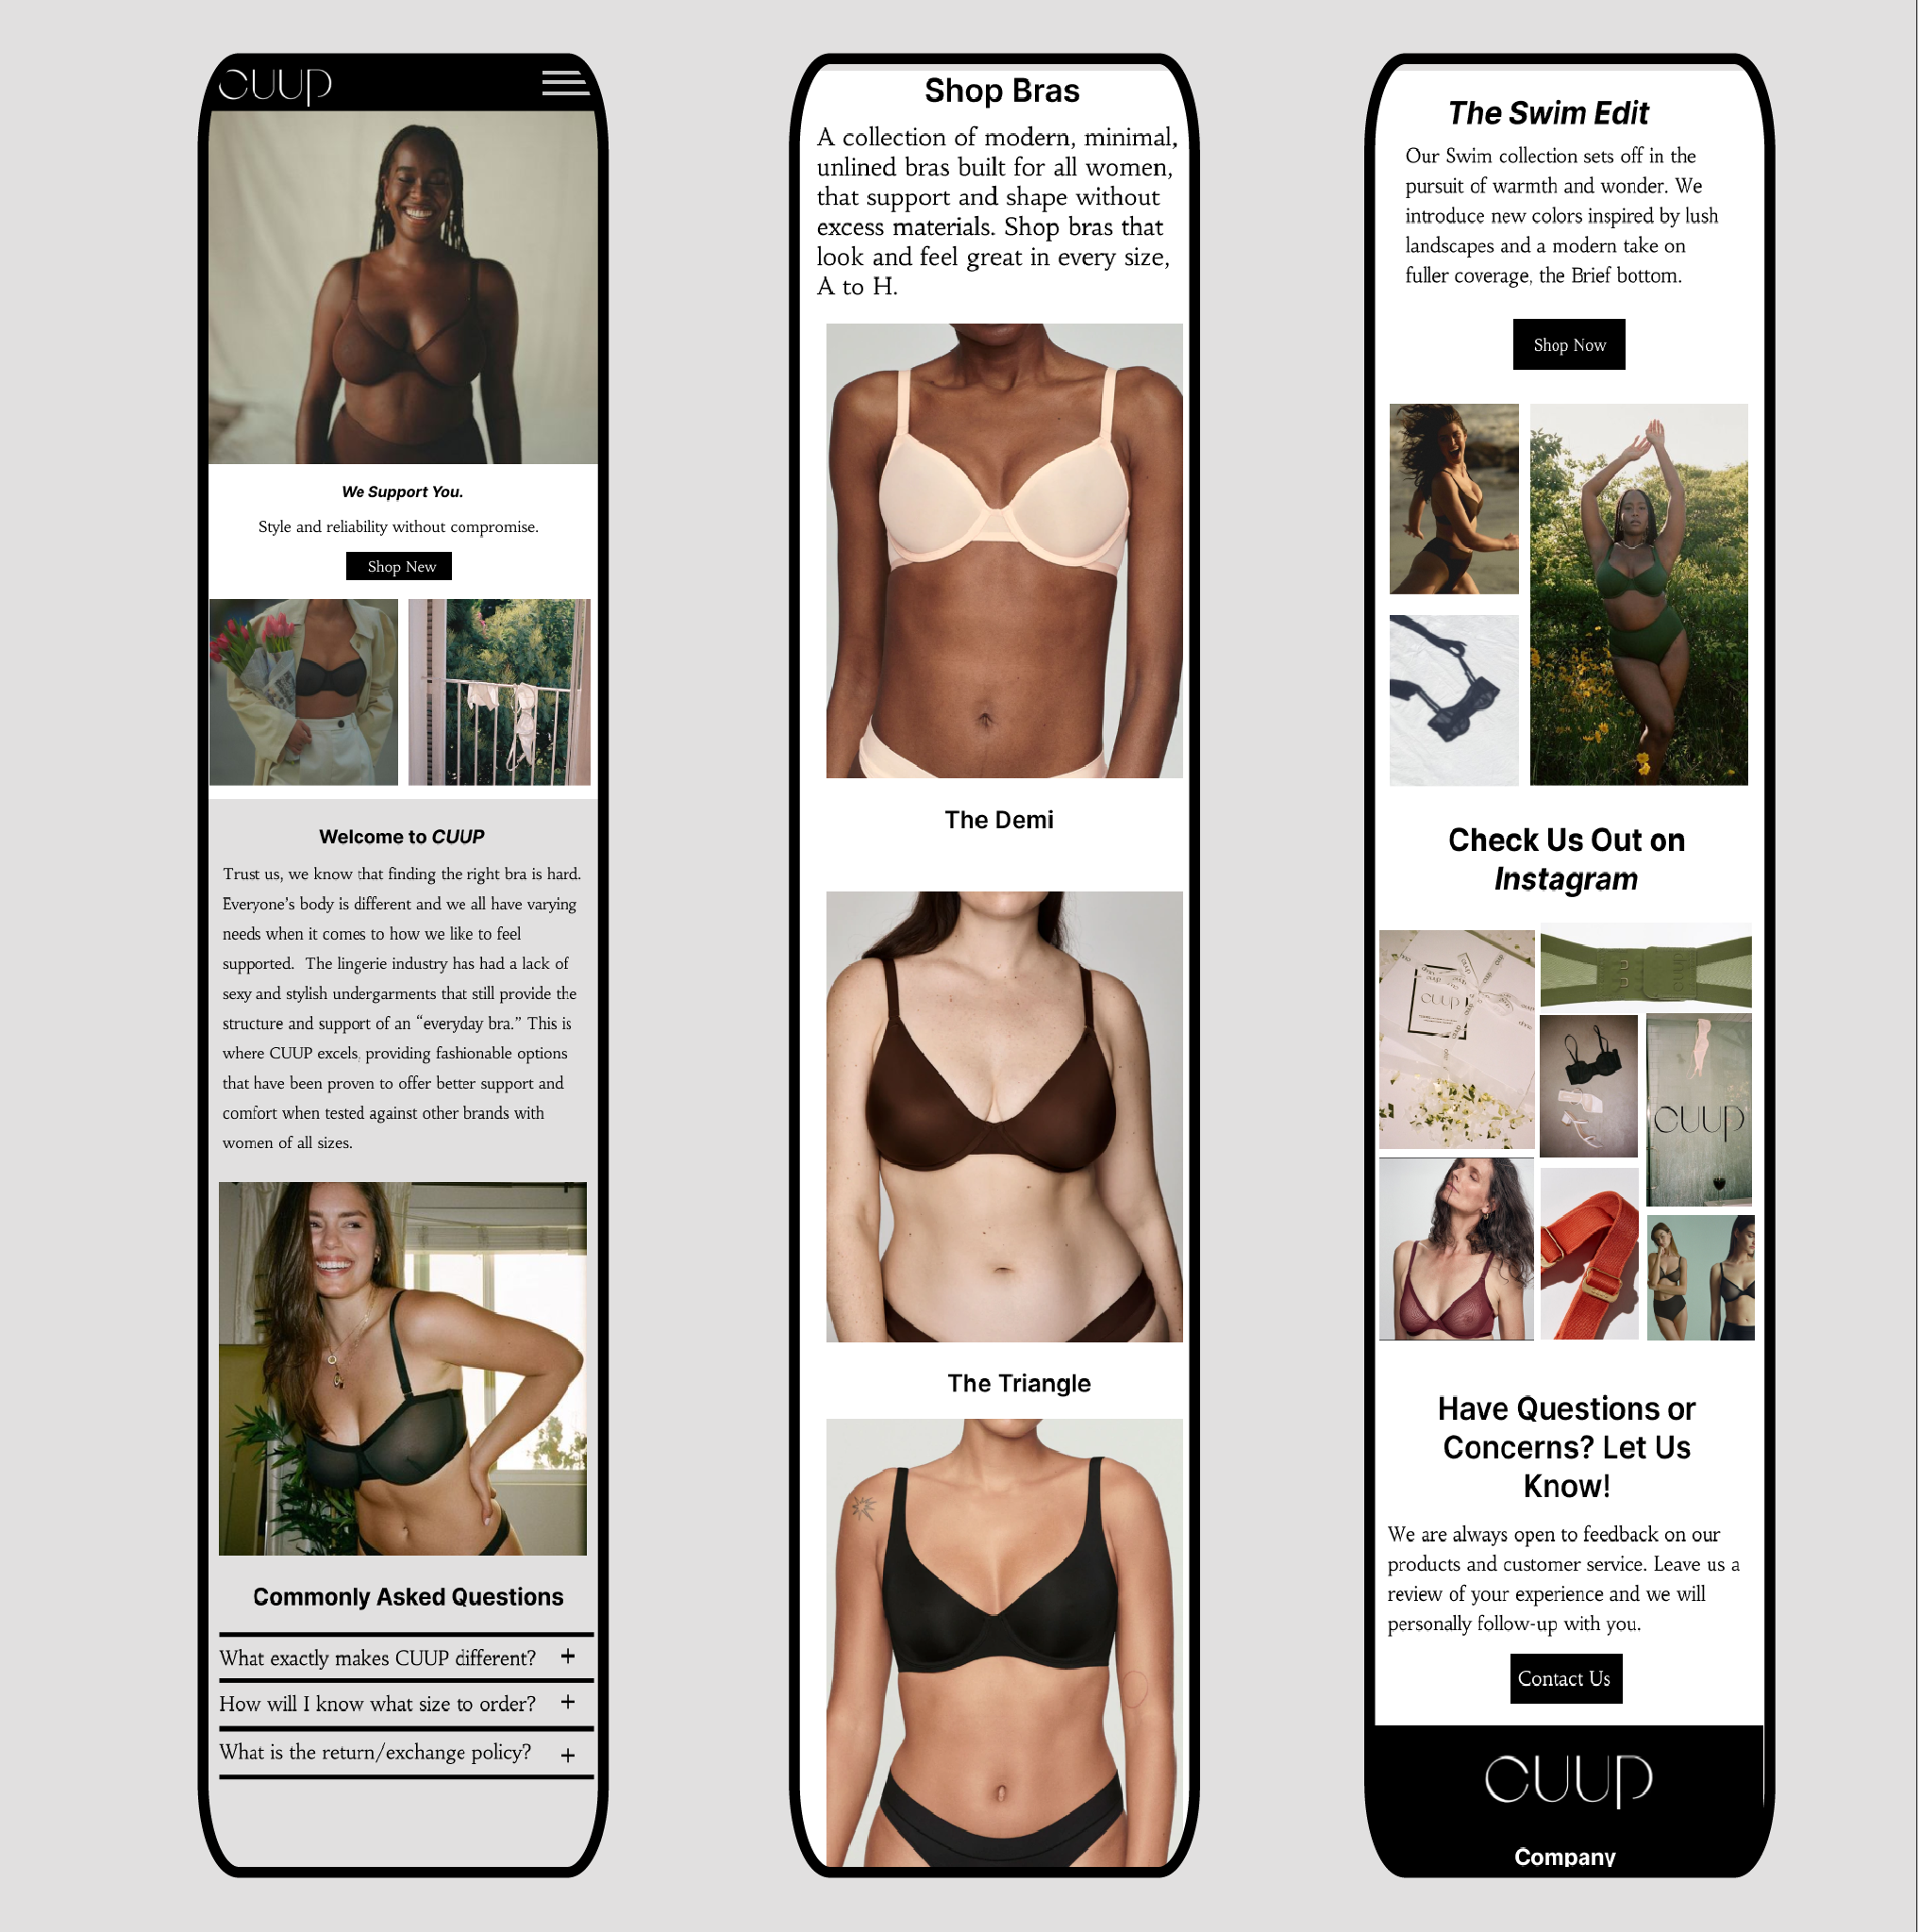 CUUP
We Support You.
Style and reliability without compromise.
Shop New
Welcome to CUUP
Trust us, we know that finding the right bra is hard.
Everyone’s body is different and we all have varying
needs when it comes to how we like to feel
supported.  The lingerie industry has had a lack of
sexy and stylish undergarments that still provide the
structure and support of an “everyday bra.” This is
where CUUP excels, providing fashionable options
that have been proven to offer better support and
comfort when tested against other brands with
women of all sizes.
Commonly Asked Questions
What exactly makes CUUP different? +
How will I know what size to order? +
What is the return/exchange policy? +
Shop Bras
A collection of modern, minimal,
unlined bras built for all women,
that support and shape without
excess materials. Shop bras that
look and feel great in every size,
A to H.
The Demi
The Triangle
The Swim Edit
Our Swim collection sets off in the
pursuit of warmth and wonder. We
introduce new colors inspired by lush
landscapes and a modern take on
fuller coverage, the Brief bottom.
Shop Now
Check Us Out on
Instagram
CUUP
CUUP
Have Questions or
Concerns? Let Us
Know!
We are always open to feedback on our
products and customer service. Leave us a
review of your experience and we will
personally follow-up with you.
Contact Us
CUUP
Company